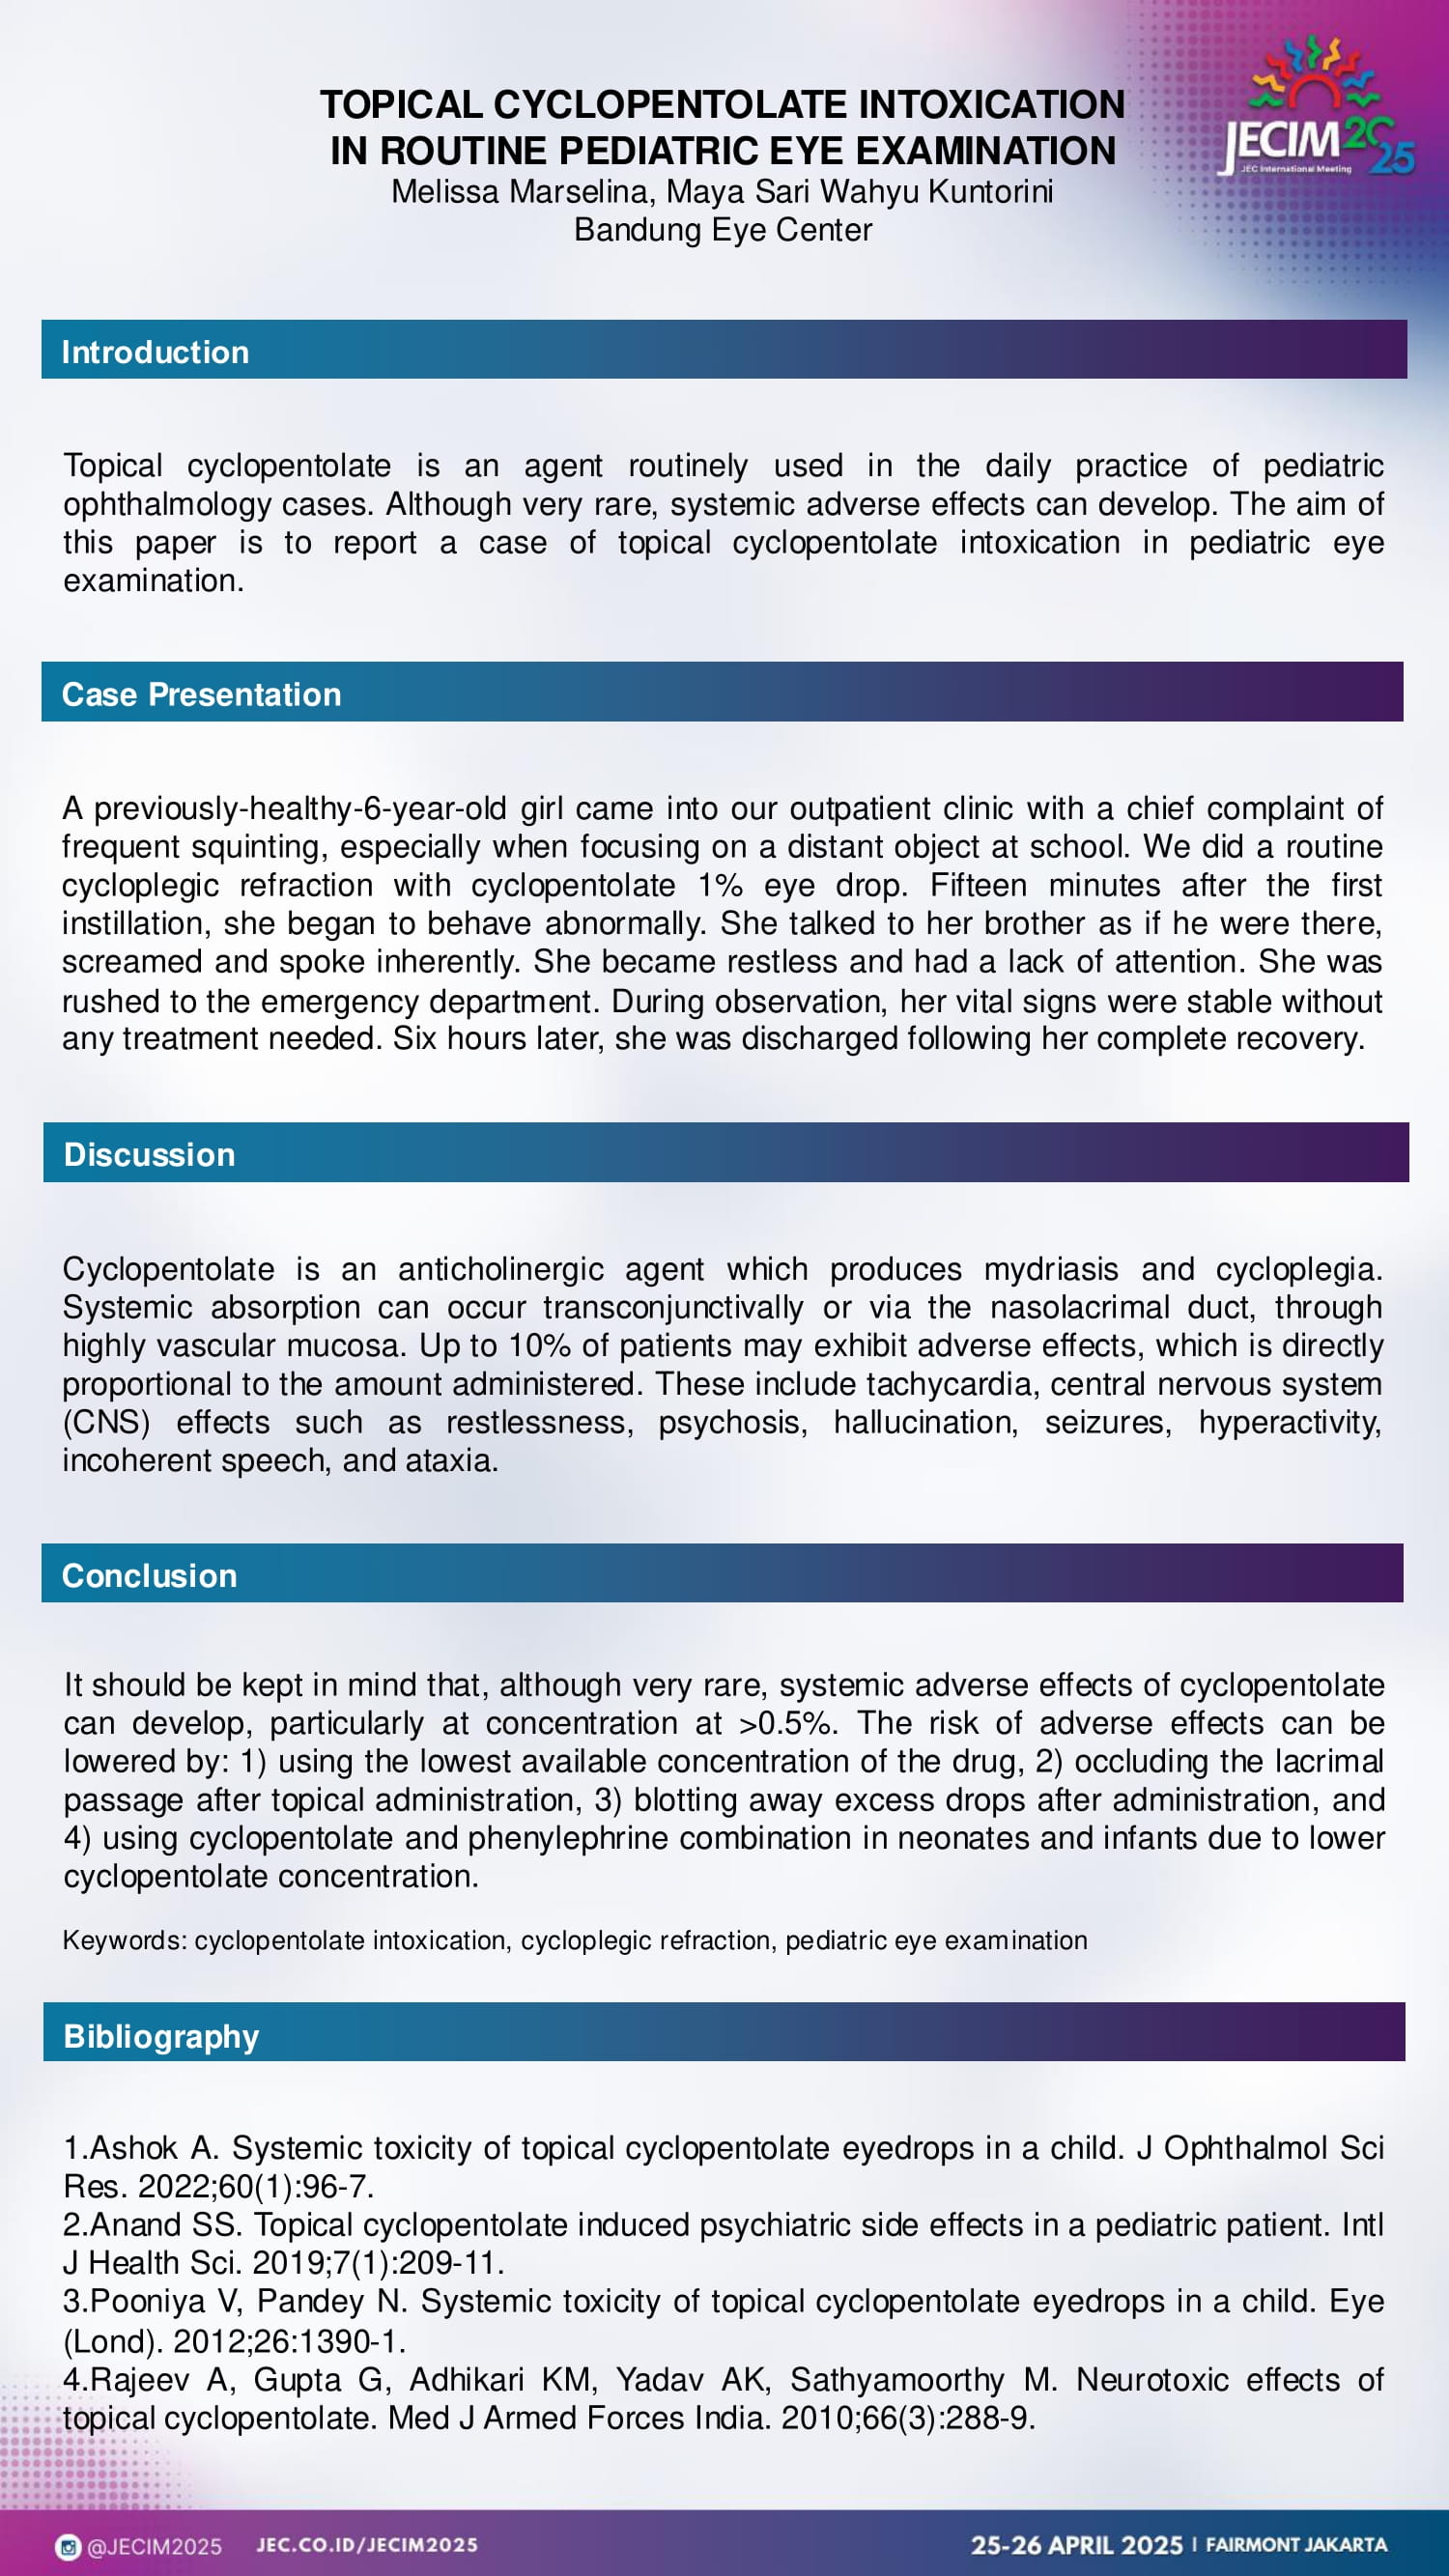 TOPICAL CYCLOPENTOLATE INTOXICATION
IN ROUTINE PEDIATRIC EYE EXAMINATION
Melissa Marselina, Maya Sari Wahyu Kuntorini
Bandung Eye Center
JECIM 2025
JEC International Meeting
Introduction
Topical cyclopentolate is an agent routinely used in the daily practice of pediatric
ophthalmology cases. Although very rare, systemic adverse effects can develop. The aim of
this paper is to report a case of topical cyclopentolate intoxication in pediatric eye
examination.
Case Presentation
A previously-healthy-6-year-old girl came into our outpatient clinic with a chief complaint of
frequent squinting, especially when focusing on a distant object at school. We did a routine
cycloplegic refraction with cyclopentolate 1% eye drop. Fifteen minutes after the first
instillation, she began to behave abnormally. She talked to her brother as if he were there,
screamed and spoke inherently. She became restless and had a lack of attention. She was
rushed to the emergency department. During observation, her vital signs were stable without
any treatment needed. Six hours later, she was discharged following her complete recovery.
Discussion
Cyclopentolate is an anticholinergic agent which produces mydriasis and cycloplegia.
Systemic absorption can occur transconjunctivally or via the nasolacrimal duct, through
highly vascular mucosa. Up to 10% of patients may exhibit adverse effects, which is directly
proportional to the amount administered. These include tachycardia, central nervous system
(CNS) effects such as restlessness, psychosis, hallucination, seizures, hyperactivity,
incoherent speech, and ataxia.
Conclusion
It should be kept in mind that, although very rare, systemic adverse effects of cyclopentolate
can develop, particularly at concentration at >0.5%. The risk of adverse effects can be
lowered by: 1) using the lowest available concentration of the drug, 2) occluding the lacrimal
passage after topical administration, 3) blotting away excess drops after administration, and
4) using cyclopentolate and phenylephrine combination in neonates and infants due to lower
cyclopentolate concentration.
Keywords: cyclopentolate intoxication, cycloplegic refraction, pediatric eye examination
Bibliography
1.Ashok A. Systemic toxicity of topical cyclopentolate eyedrops in a child. J Ophthalmol Sci
Res. 2022;60(1):96-7.
2.Anand SS. Topical cyclopentolate induced psychiatric side effects in a pediatric patient. Intl
J Health Sci. 2019;7(1):209-11.
3.Pooniya V, Pandey N. Systemic toxicity of topical cyclopentolate eyedrops in a child. Eye
(Lond). 2012;26:1390-1.
4.Rajeev A, Gupta G, Adhikari KM, Yadav AK, Sathyamoorthy M. Neurotoxic effects of
topical cyclopentolate. Med J Armed Forces India. 2010;66(3):288-9.
@JECIM2025 JEC.CO.ID/JECIM2025 25-26 APRIL 2025 | FAIRMONT JAKARTA